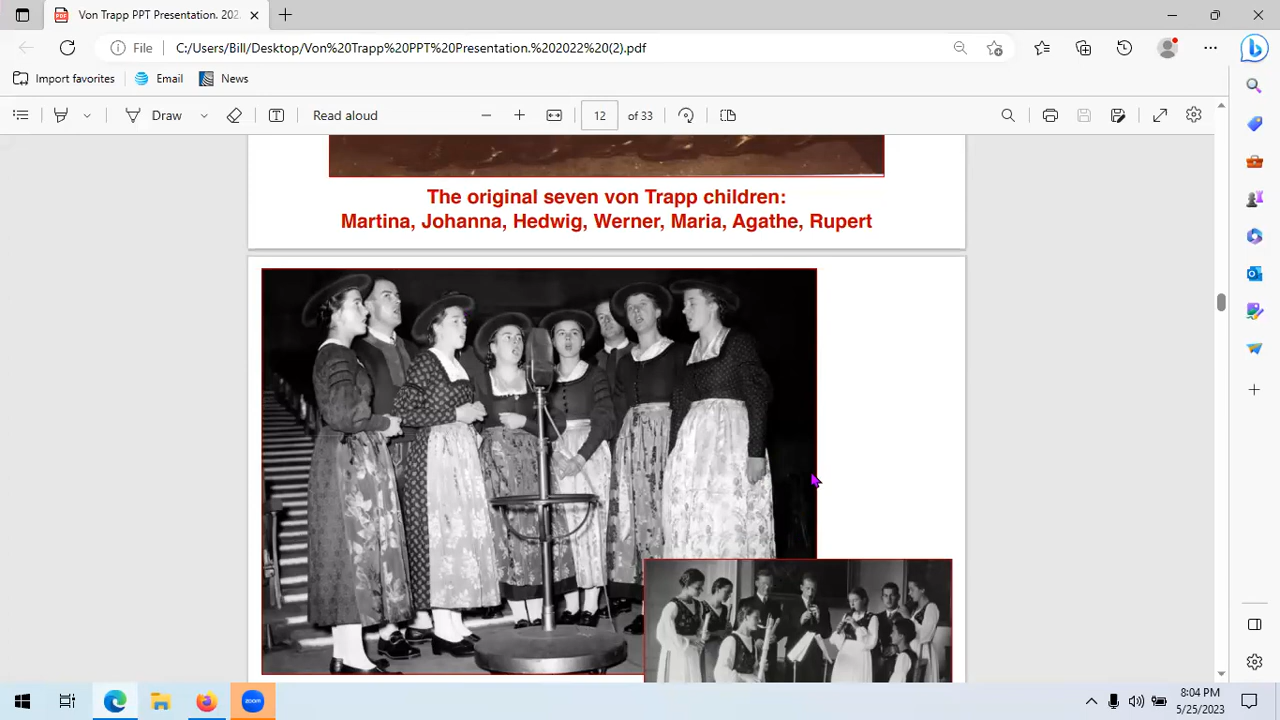 Von Trapp PPT Presentation. 202
File C:/Users/Bill/Desktop/Von%20Trapp%20PPT%20Presentation.%202022%20(2).pdf
Import favorites Email News
Draw Read aloud 12 of 33
The original seven von Trapp children:
Martina, Johanna, Hedwig, Werner, Maria, Agathe, Rupert
zoom
8:04 PM
5/25/2023